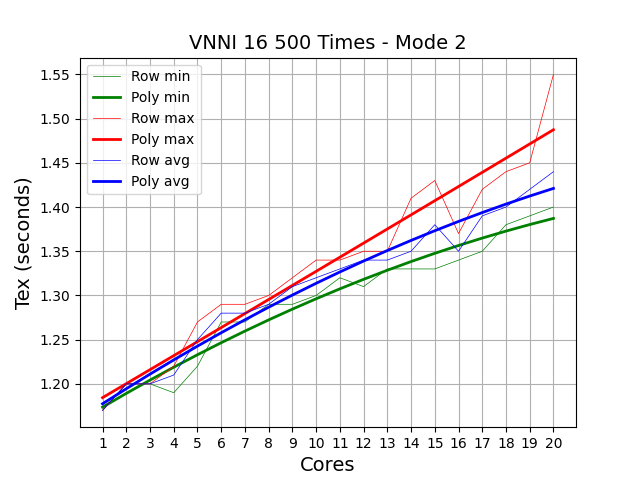 VNNI 16 500 Times - Mode 2
Tex (seconds)
1.55
1.50
1.45
1.40
1.35
1.30
1.25
1.20
Row min
Poly min
Row max
Poly max
Row avg
Poly avg
1 2 3 4 5 6 7 8 9 10 11 12 13 14 15 16 17 18 19 20
Cores